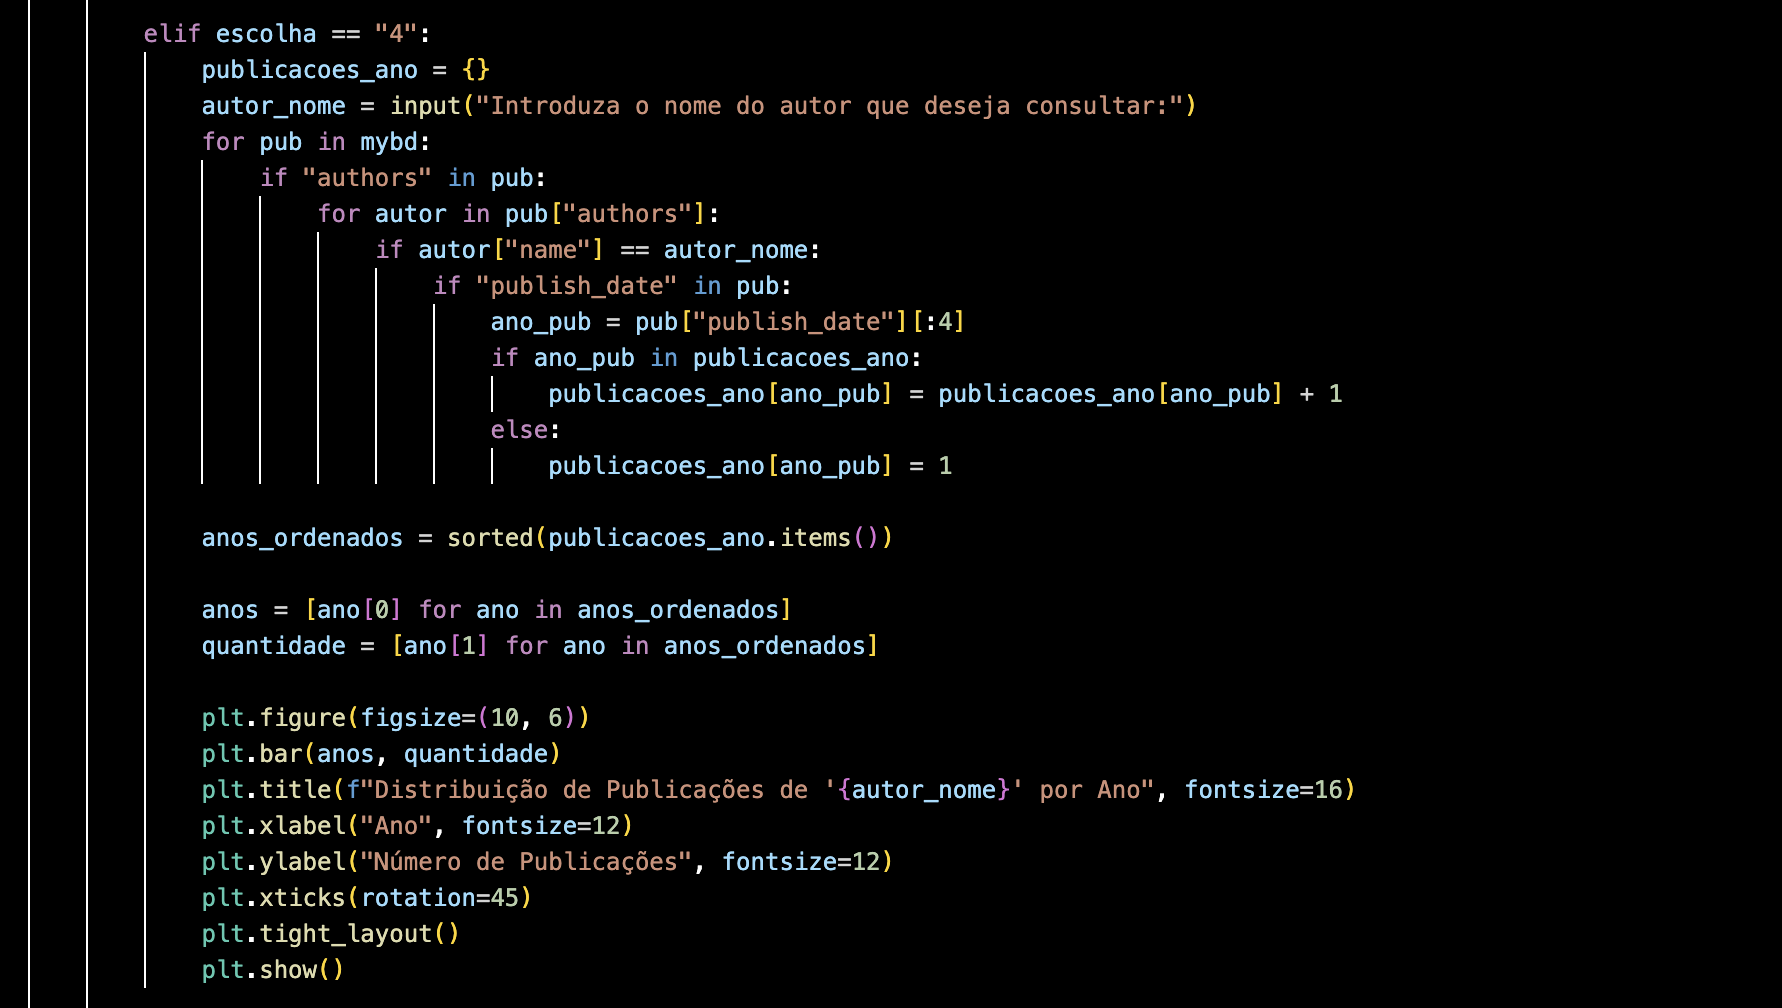 elif escolha == "4":
publicacoes_ano = {}
autor_nome = input("Introduza o nome do autor que deseja consultar:")
for pub in mybd:
if "authors" in pub:
for autor in pub["authors"]:
if autor["name"] == autor_nome:
if "publish_date" in pub:
ano_pub = pub["publish_date"][:4]
if ano_pub in publicacoes_ano:
publicacoes_ano[ano_pub] = publicacoes_ano[ano_pub] + 1
else:
publicacoes_ano[ano_pub] = 1
anos_ordenados = sorted(publicacoes_ano.items())
anos = [ano[0] for ano in anos_ordenados]
quantidade = [ano[1] for ano in anos_ordenados]
plt.figure(figsize=(10, 6))
plt.bar(anos, quantidade)
plt.title(f"Distribuição de Publicações de '{autor_nome}' por Ano", fontsize=16)
plt.xlabel("Ano", fontsize=12)
plt.ylabel("Número de Publicações", fontsize=12)
plt.xticks(rotation=45)
plt.tight_layout()
plt.show()